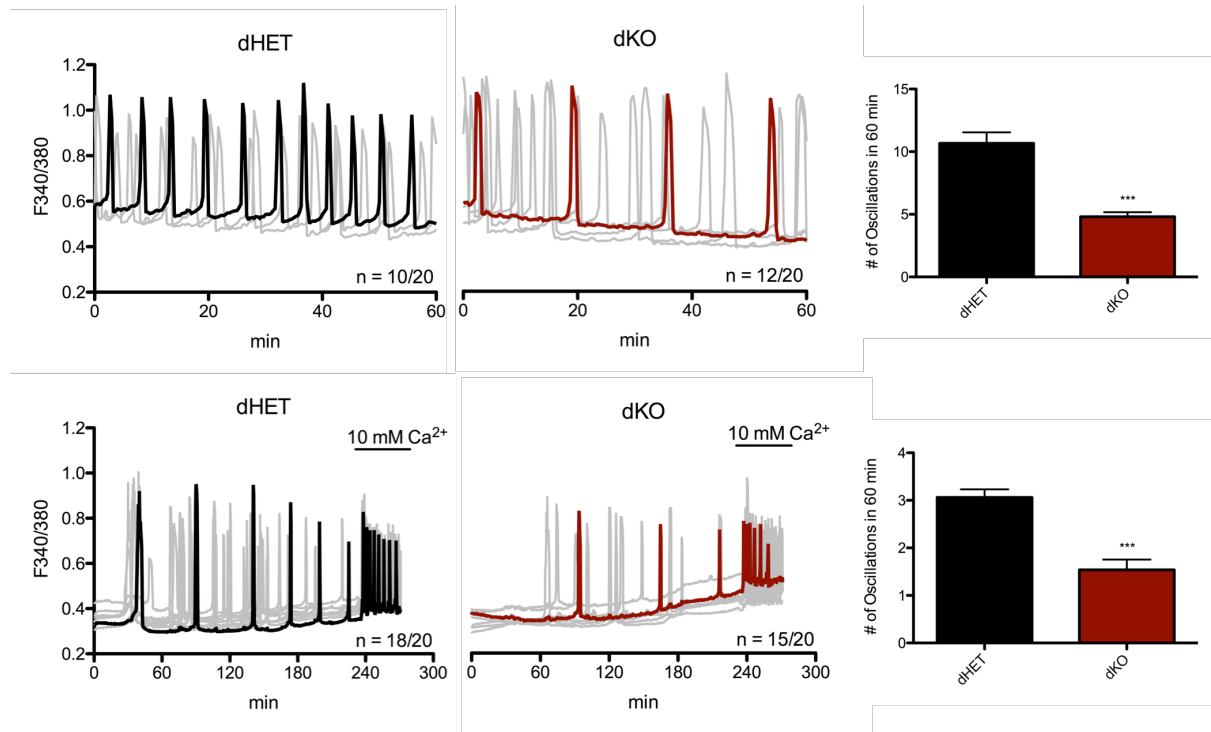 dHET
F340/380
1.2
1.0
0.8
0.6
0.4
0.2
n = 10/20
0 20 40 60
min
dKO
n = 12/20
0 20 40 60
min
# of Oscillations in 60 min
15
10
5
0
***
dHET dKO
dHET
10 mM Ca²⁺
F340/380
1.2
1.0
0.8
0.6
0.4
0.2
n = 18/20
0 60 120 180 240 300
min
dKO
10 mM Ca²⁺
n = 15/20
0 60 120 180 240 300
min
# of Oscillations in 60 min
4
3
2
1
0
***
dHET dKO